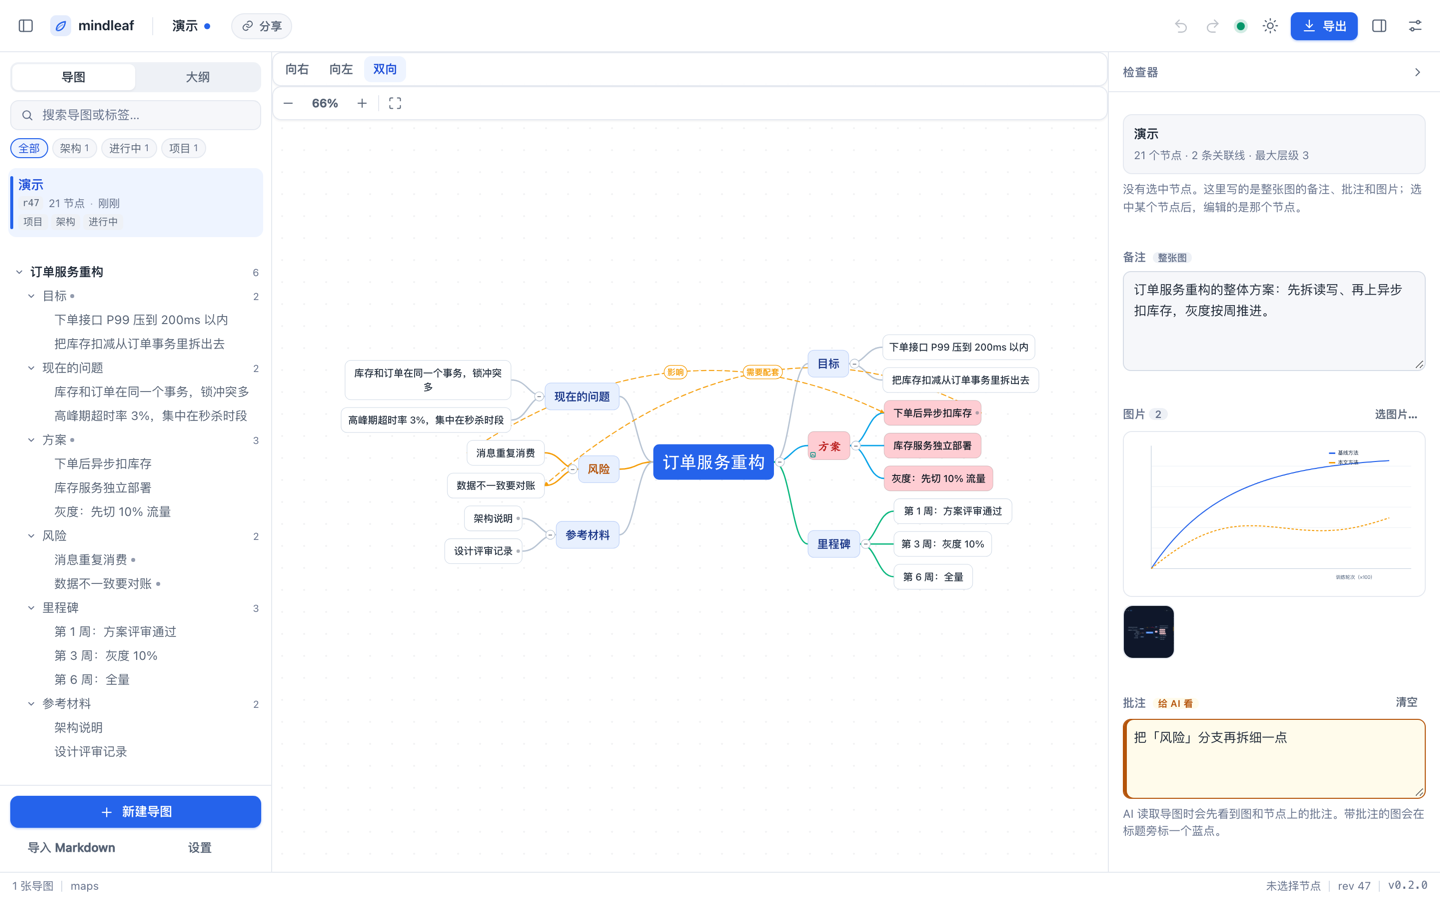 mindleaf
演示
分享
导出
导图
大纲
搜索导图或标签...
全部
架构 1
进行中 1
项目 1
演示
r47 21 节点 · 刚刚
项目 架构 进行中
订单服务重构 6
目标 2
下单接口 P99 压到 200ms 以内
把库存扣减从订单事务里拆出去
现在的问题 2
库存和订单在同一个事务，锁冲突多
高峰期超时率 3%，集中在秒杀时段
方案 3
下单后异步扣库存
库存服务独立部署
灰度：先切 10% 流量
风险 2
消息重复消费
数据不一致要对账
里程碑 3
第 1 周：方案评审通过
第 3 周：灰度 10%
第 6 周：全量
参考材料 2
架构说明
设计评审记录
新建导图
导入 Markdown
设置
1 张导图
maps
向右
向左
双向
66%
库存和订单在同一个事务，锁冲突
多
高峰期超时率 3%，集中在秒杀时段
现在的问题
消息重复消费
数据不一致要对账
风险
架构说明
设计评审记录
参考材料
订单服务重构
影响
需要配套
目标
下单接口 P99 压到 200ms 以内
把库存扣减从订单事务里拆出去
方案
下单后异步扣库存
库存服务独立部署
灰度：先切 10% 流量
里程碑
第 1 周：方案评审通过
第 3 周：灰度 10%
第 6 周：全量
检查器
演示
21 个节点 · 2 条关联线 · 最大层级 3
没有选中节点。这里写的是整张图的备注、批注和图片；选
中某个节点后，编辑的是那个节点。
备注 整张图
订单服务重构的整体方案：先拆读写、再上异步
扣库存，灰度按周推进。
图片 2
选图片...
基线方法
本文方法
训练轮次（x100）
批注 给 AI 看
清空
把「风险」分支再拆细一点
AI 读取导图时会先看到图和节点上的批注。带批注的图会在
标题旁标一个蓝点。
未选择节点
rev 47
v0.2.0